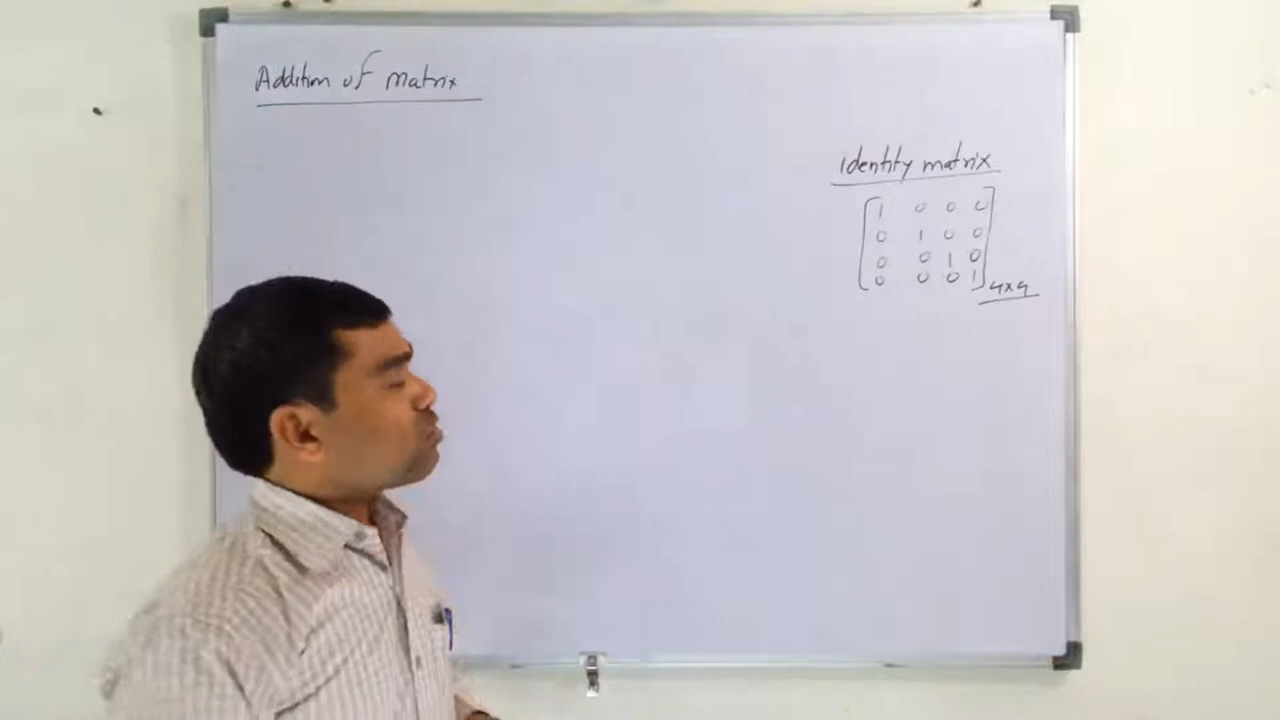 Addition of matrix
identity matrix
1 0 0 0
0 1 0 0
0 0 1 0
0 0 0 1
4x4